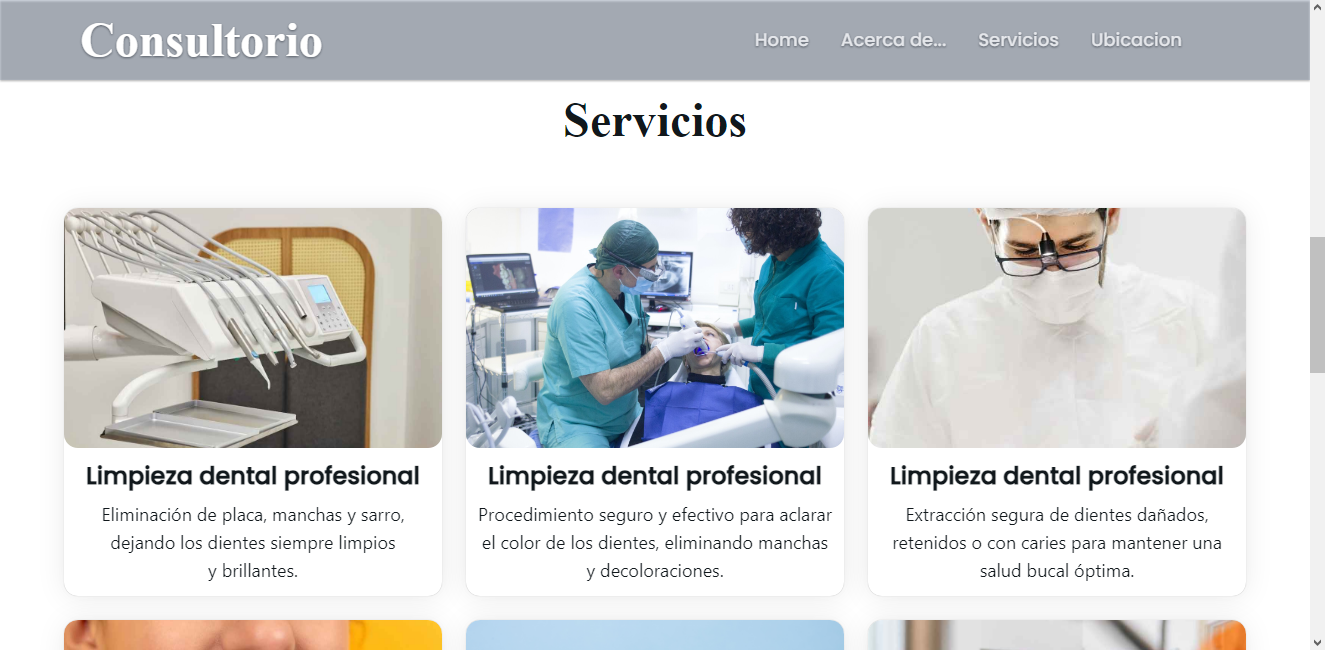 Consultorio
Home Acerca de... Servicios Ubicacion
Servicios
Limpieza dental profesional
Eliminación de placa, manchas y sarro,
dejando los dientes siempre limpios
y brillantes.
Limpieza dental profesional
Procedimiento seguro y efectivo para aclarar
el color de los dientes, eliminando manchas
y decoloraciones.
Limpieza dental profesional
Extracción segura de dientes dañados,
retenidos o con caries para mantener una
salud bucal óptima.